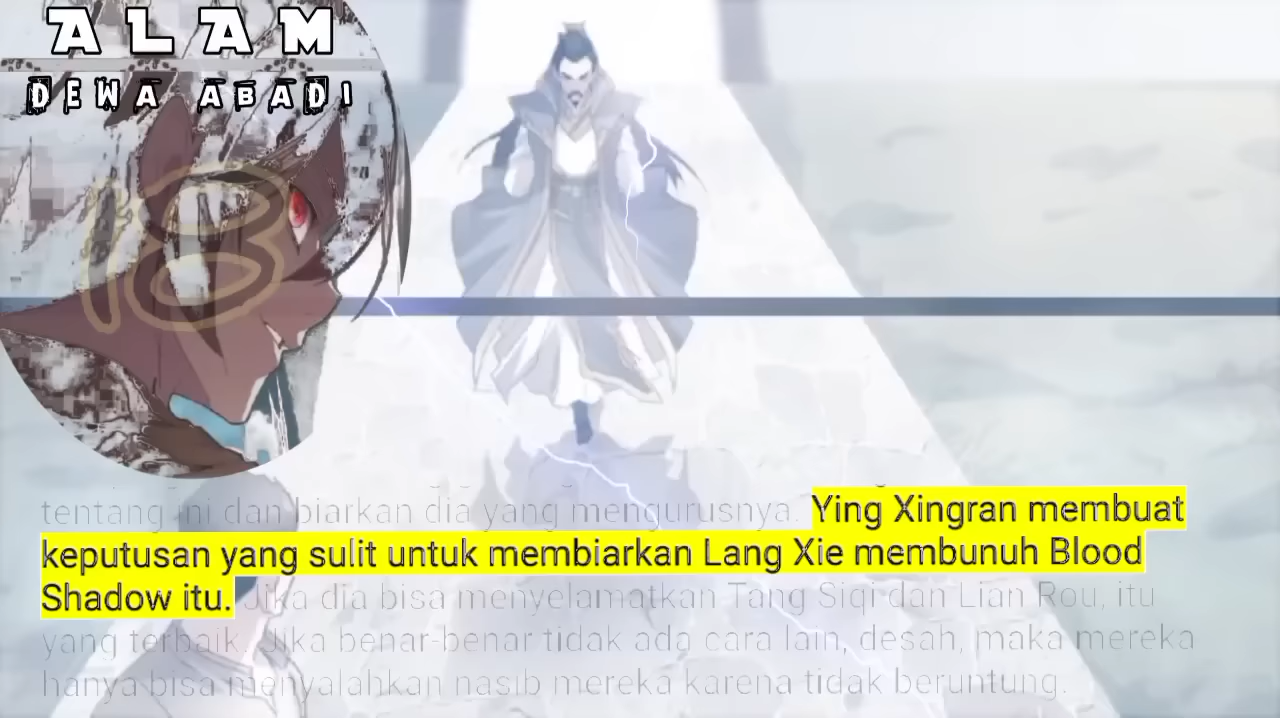 ALAM
DEWA ABADI
18
tentang ini dan biarkan dia yang mengurusnya. Ying Xingran membuat
keputusan yang sulit untuk membiarkan Lang Xie membunuh Blood
Shadow itu. Jika dia bisa menyelamatkan Tang Siqi dan Lian Rou, itu
yang terbaik. Jika benar-benar tidak ada cara lain, desah, maka mereka
hanya bisa menyalahkan nasib mereka karena tidak beruntung.